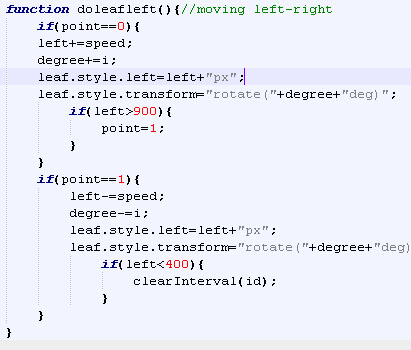 function doleafleft(){//moving left-right
if(point==0){
left+=speed;
degree+=i;
leaf.style.left=left+"px";
leaf.style.transform="rotate("+degree+"deg)";
if(left>900){
point=1;
}
}
if(point==1){
left-=speed;
degree-=i;
leaf.style.left=left+"px";
leaf.style.transform="rotate("+degree+"deg)
if(left<400){
clearInterval(id);
}
}
}